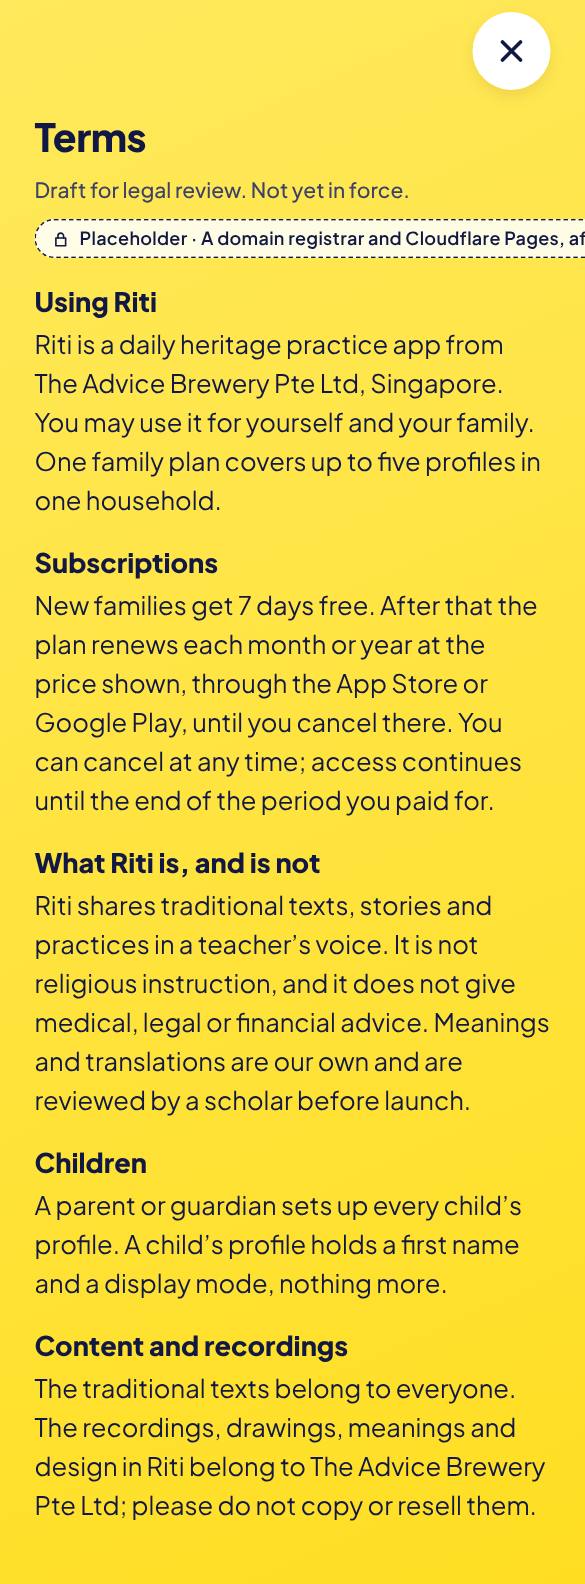 Terms
Draft for legal review. Not yet in force.
Placeholder · A domain registrar and Cloudflare Pages, af
Using Riti
Riti is a daily heritage practice app from
The Advice Brewery Pte Ltd, Singapore.
You may use it for yourself and your family.
One family plan covers up to five profiles in
one household.
Subscriptions
New families get 7 days free. After that the
plan renews each month or year at the
price shown, through the App Store or
Google Play, until you cancel there. You
can cancel at any time; access continues
until the end of the period you paid for.
What Riti is, and is not
Riti shares traditional texts, stories and
practices in a teacher’s voice. It is not
religious instruction, and it does not give
medical, legal or financial advice. Meanings
and translations are our own and are
reviewed by a scholar before launch.
Children
A parent or guardian sets up every child’s
profile. A child’s profile holds a first name
and a display mode, nothing more.
Content and recordings
The traditional texts belong to everyone.
The recordings, drawings, meanings and
design in Riti belong to The Advice Brewery
Pte Ltd; please do not copy or resell them.